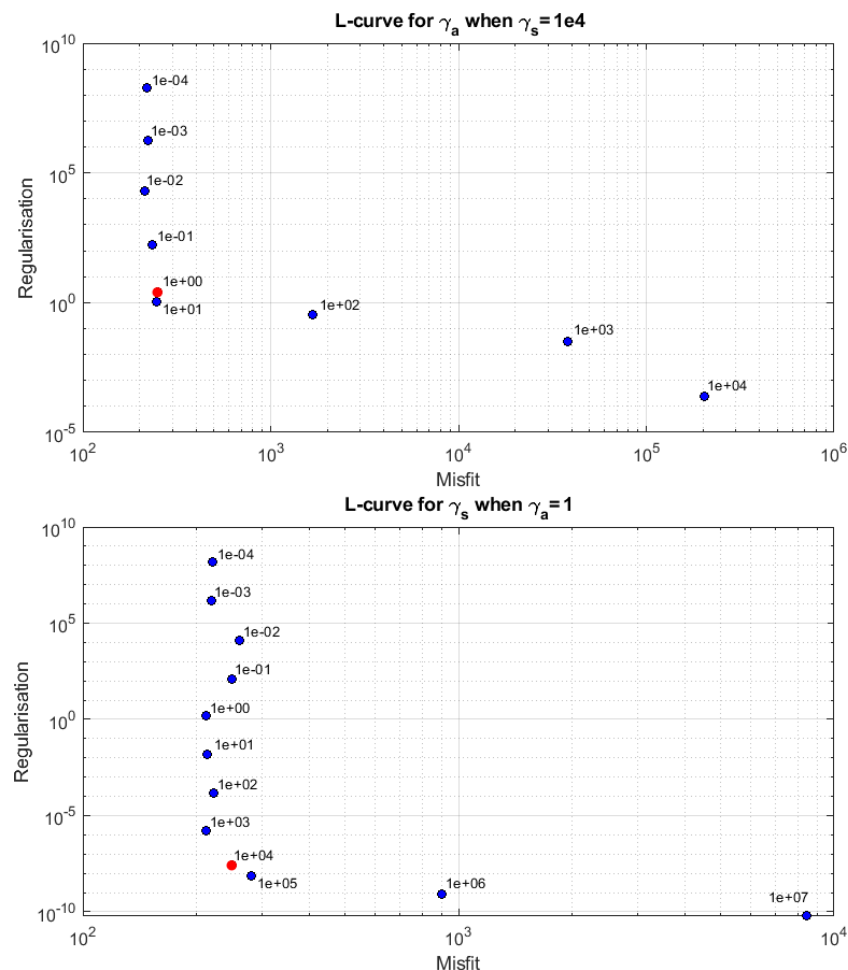 L-curve for γa when γs=1e4
10^10
1e-04
1e-03
10^5
1e-02
1e-01
1e+00
10^0
1e+01
1e+02
1e+03
1e+04
10^-5
10^2 10^3 10^4 10^5 10^6
Regularisation
Misfit
L-curve for γs when γa=1
10^10
1e-04
1e-03
10^5
1e-02
1e-01
1e+00
10^0
1e+01
1e+02
10^-5
1e+03
1e+04
1e+05
1e+06
1e+07
10^-10
10^2 10^3 10^4
Regularisation
Misfit